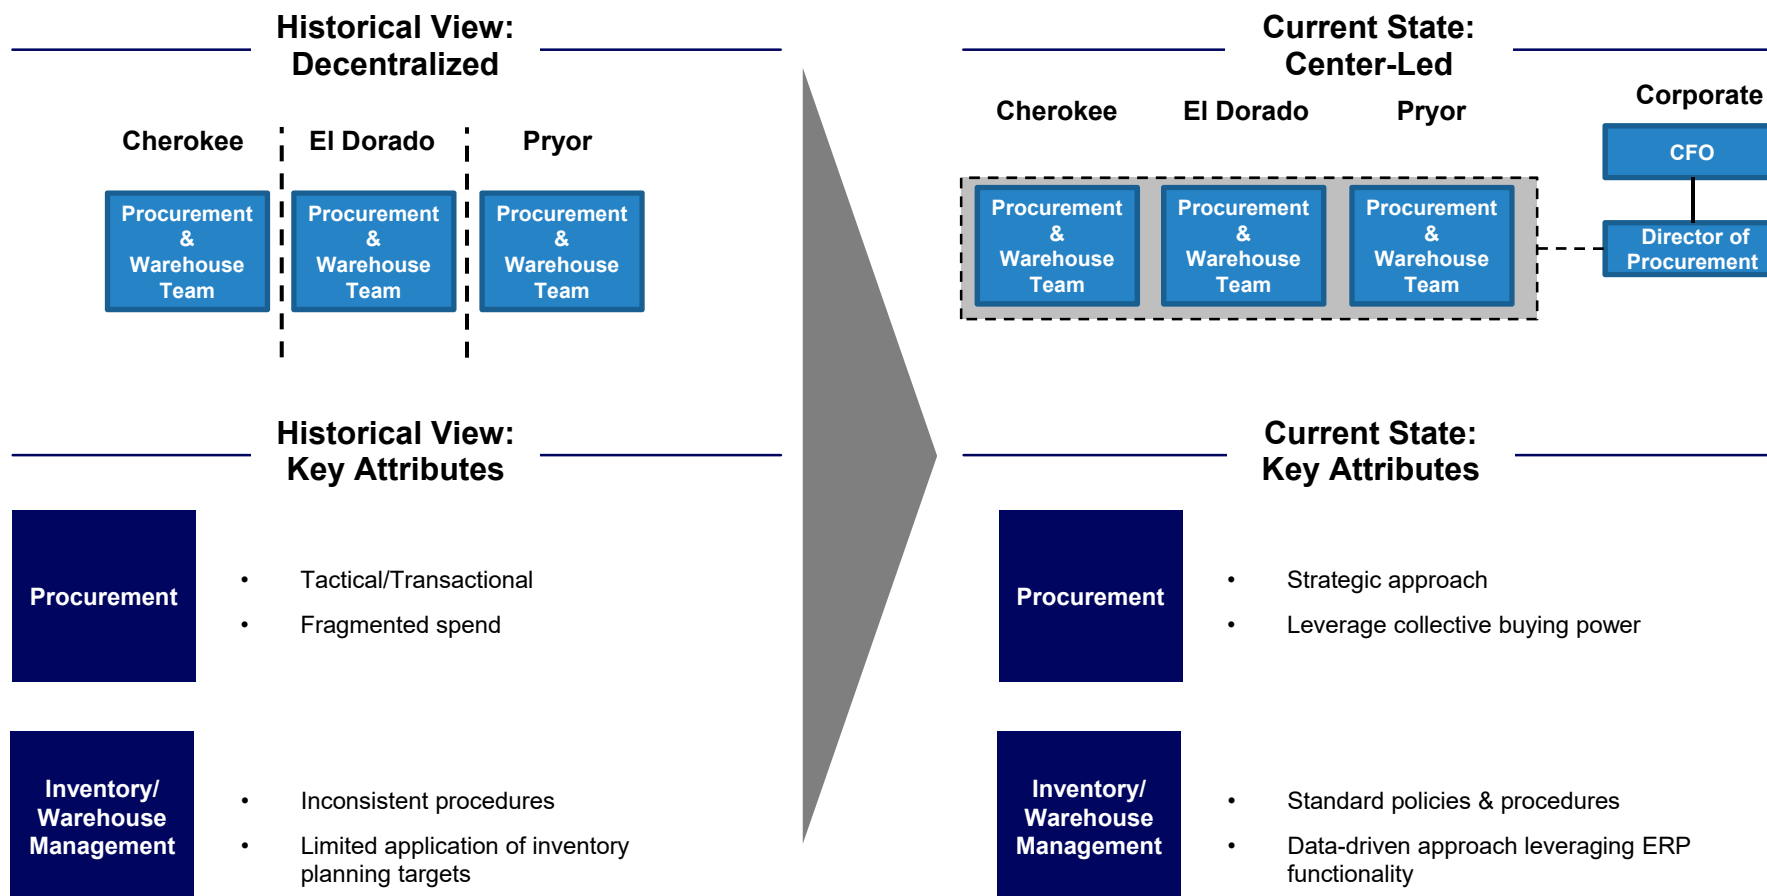 Historical View:
Decentralized
Cherokee
El Dorado
Pryor
Procurement
&
Warehouse
Team
Procurement
&
Warehouse
Team
Procurement
&
Warehouse
Team
Current State:
Center-Led
Cherokee
El Dorado
Pryor
Corporate
Procurement
&
Warehouse
Team
Procurement
&
Warehouse
Team
Procurement
&
Warehouse
Team
CFO
Director of
Procurement
Historical View:
Key Attributes
Procurement
• Tactical/Transactional
• Fragmented spend
Inventory/
Warehouse
Management
• Inconsistent procedures
• Limited application of inventory
planning targets
Current State:
Key Attributes
Procurement
• Strategic approach
• Leverage collective buying power
Inventory/
Warehouse
Management
• Standard policies & procedures
• Data-driven approach leveraging ERP
functionality